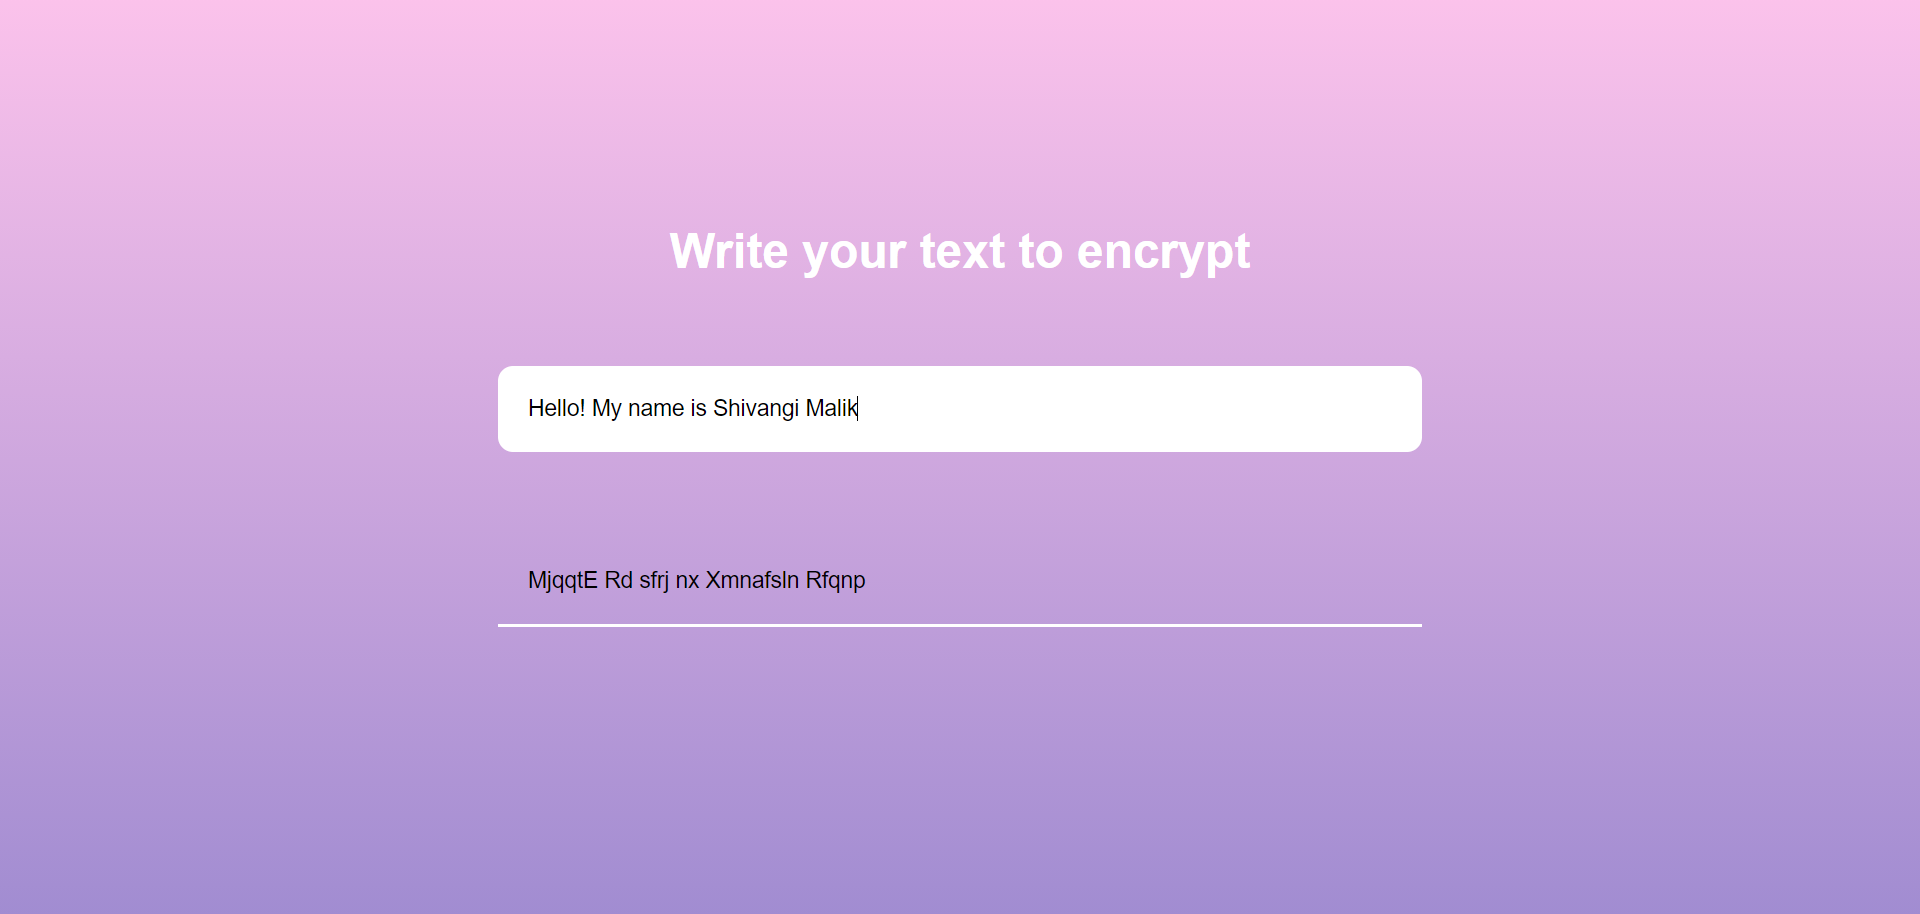 Write your text to encrypt
Hello! My name is Shivangi Malik
MjqqtE Rd sfrj nx Xmnafsln Rfqnp